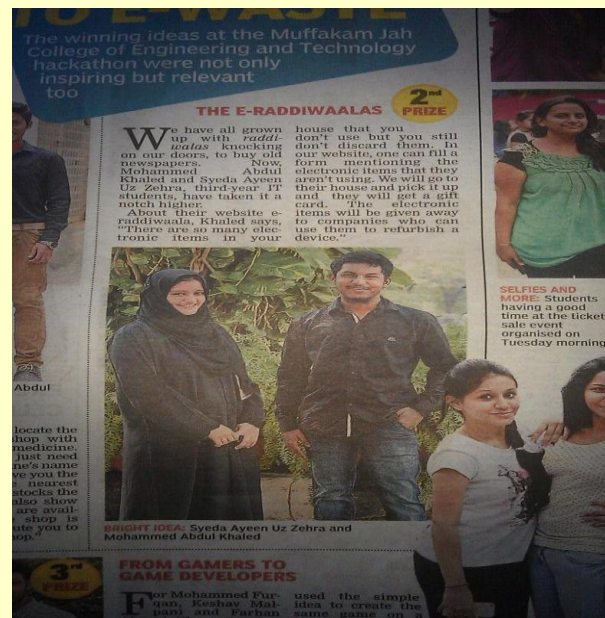 TO E-WASTE
The winning ideas at the Muffakam Jah
College of Engineering and Technology
hackathon were not only
inspiring but relevant
too
2nd
PRIZE
THE E-RADDIWAALAS
We have all grown
up with raddi-
walas knocking
on our doors, to buy old
newspapers. Now,
Mohammed Abdul
Khaled and Syeda Ayeen
Uz Zehra, third-year IT
students, have taken it a
notch higher.
About their website e-
raddiwaala, Khaled says,
“There are so many elec-
tronic items in your
house that you
don't use but you still
don't discard them. In
our website, one can fill a
form mentioning the
electronic items that they
aren't using. We will go to
their house and pick it up
and they will get a gift
card. “The electronic
items will be given away
to companies who can
use them to refurbish a
device.”
SELFIES AND
MORE: Students
having a good
time at the ticket
sale event
organised on
Tuesday morning
Abdul
locate the
shop with
medicine.
just need
ne's name
ve you the
nearest
stocks the
also show
are avail-
shop is
ute you to
hop."
BRIGHT IDEA: Syeda Ayeen Uz Zehra and
Mohammed Abdul Khaled
3rd
PRIZE
FROM GAMERS TO
GAME DEVELOPERS
For Mohammed Fur-
qan, Keshav Mal-
pani and Farhan
used the simple
idea to create the
same game on a